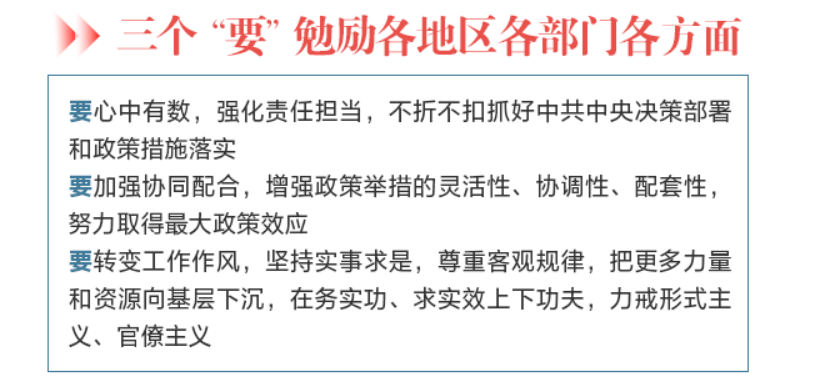 三个“要”勉励各地区各部门各方面
要心中有数，强化责任担当，不折不扣抓好中共中央决策部署
和政策措施落实
要加强协同配合，增强政策举措的灵活性、协调性、配套性，
努力取得最大政策效应
要转变工作作风，坚持实事求是，尊重客观规律，把更多力量
和资源向基层下沉，在务实功、求实效上下功夫，力戒形式主
义、官僚主义